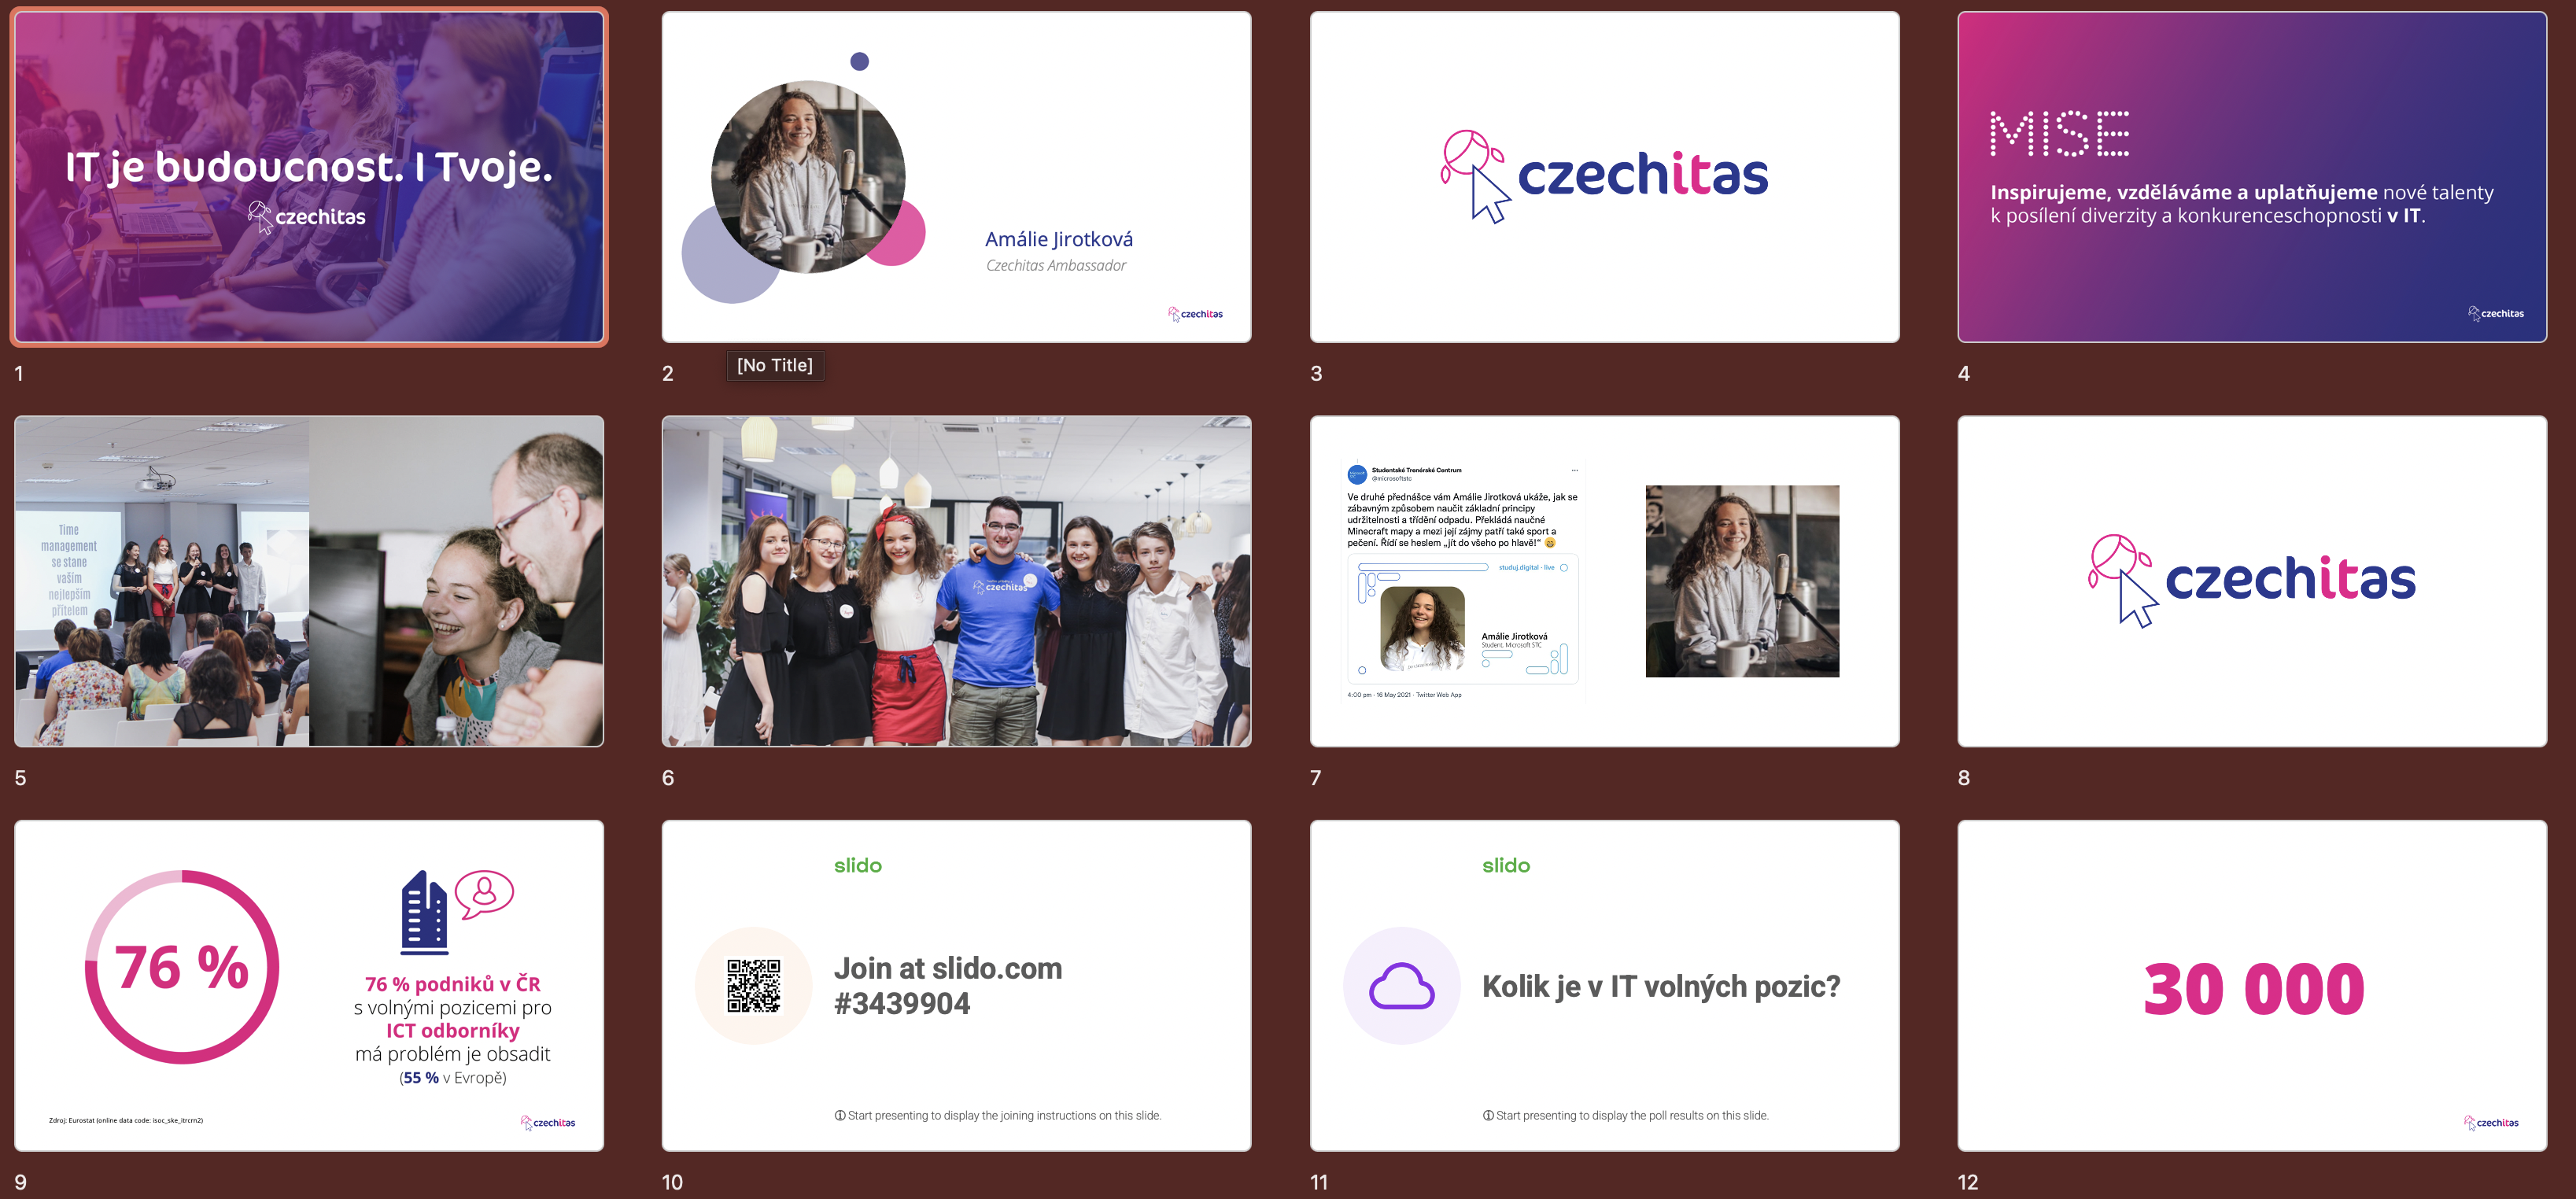 IT je budoucnost. I Tvoje.
czechitas
1
Amálie Jirotková
Czechitas Ambassador
czechitas
2
[No Title]
czechitas
3
MISE
Inspirujeme, vzděláváme a uplatňujeme nové talenty
k posílení diverzity a konkurenceschopnosti v IT.
czechitas
4
Time
management
se stane
vaším
nejlepším
přítelem
5
czechitas
6
Studentské Trenérské Centrum
@microsoftstc
Ve druhé přednášce vám Amálie Jirotková ukáže, jak se
zábavným způsobem naučit základní principy
udržitelnosti a třídění odpadu. Překládá naučné
Minecraft mapy a mezi její zájmy patří také sport a
pečení. Řídí se heslem „jít do všeho po hlavě!“ 😄
studuj.digital - live
Amálie Jirotková
Student, Microsoft STC
4:00 pm · 16 May 2021 · Twitter Web App
7
czechitas
8
76 %
76 % podniků v ČR
s volnými pozicemi pro
ICT odborníky
má problém je obsadit
(55 % v Evropě)
Zdroj: Eurostat (online data code: isoc_ske_itrcrn2)
czechitas
9
slido
Join at slido.com
#3439904
Start presenting to display the joining instructions on this slide.
10
slido
Kolik je v IT volných pozic?
Start presenting to display the poll results on this slide.
11
30 000
czechitas
12